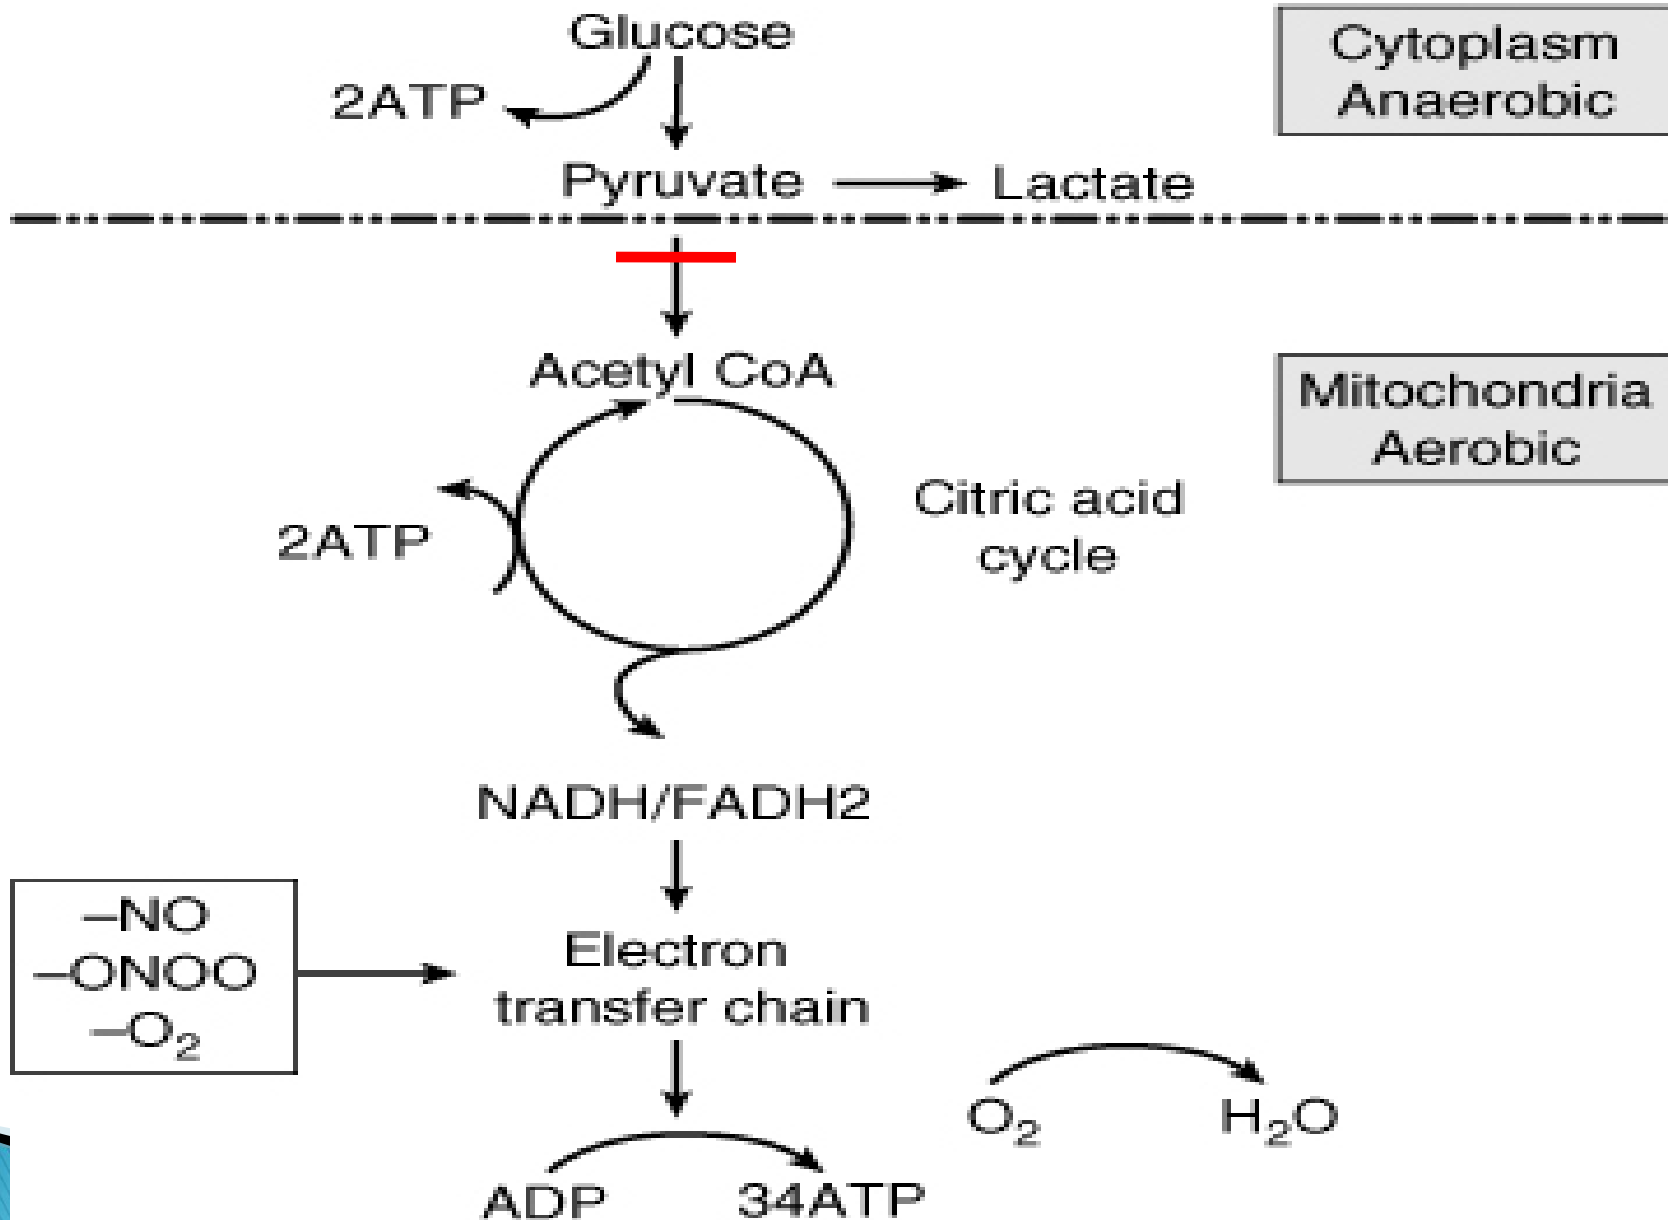 Glucose
Cytoplasm
Anaerobic
2ATP
Pyruvate
Lactate
Acetyl CoA
Mitochondria
Aerobic
Citric acid
cycle
2ATP
NADH/FADH2
–NO
–ONOO
–O₂
Electron
transfer chain
O₂
H₂O
ADP
34ATP